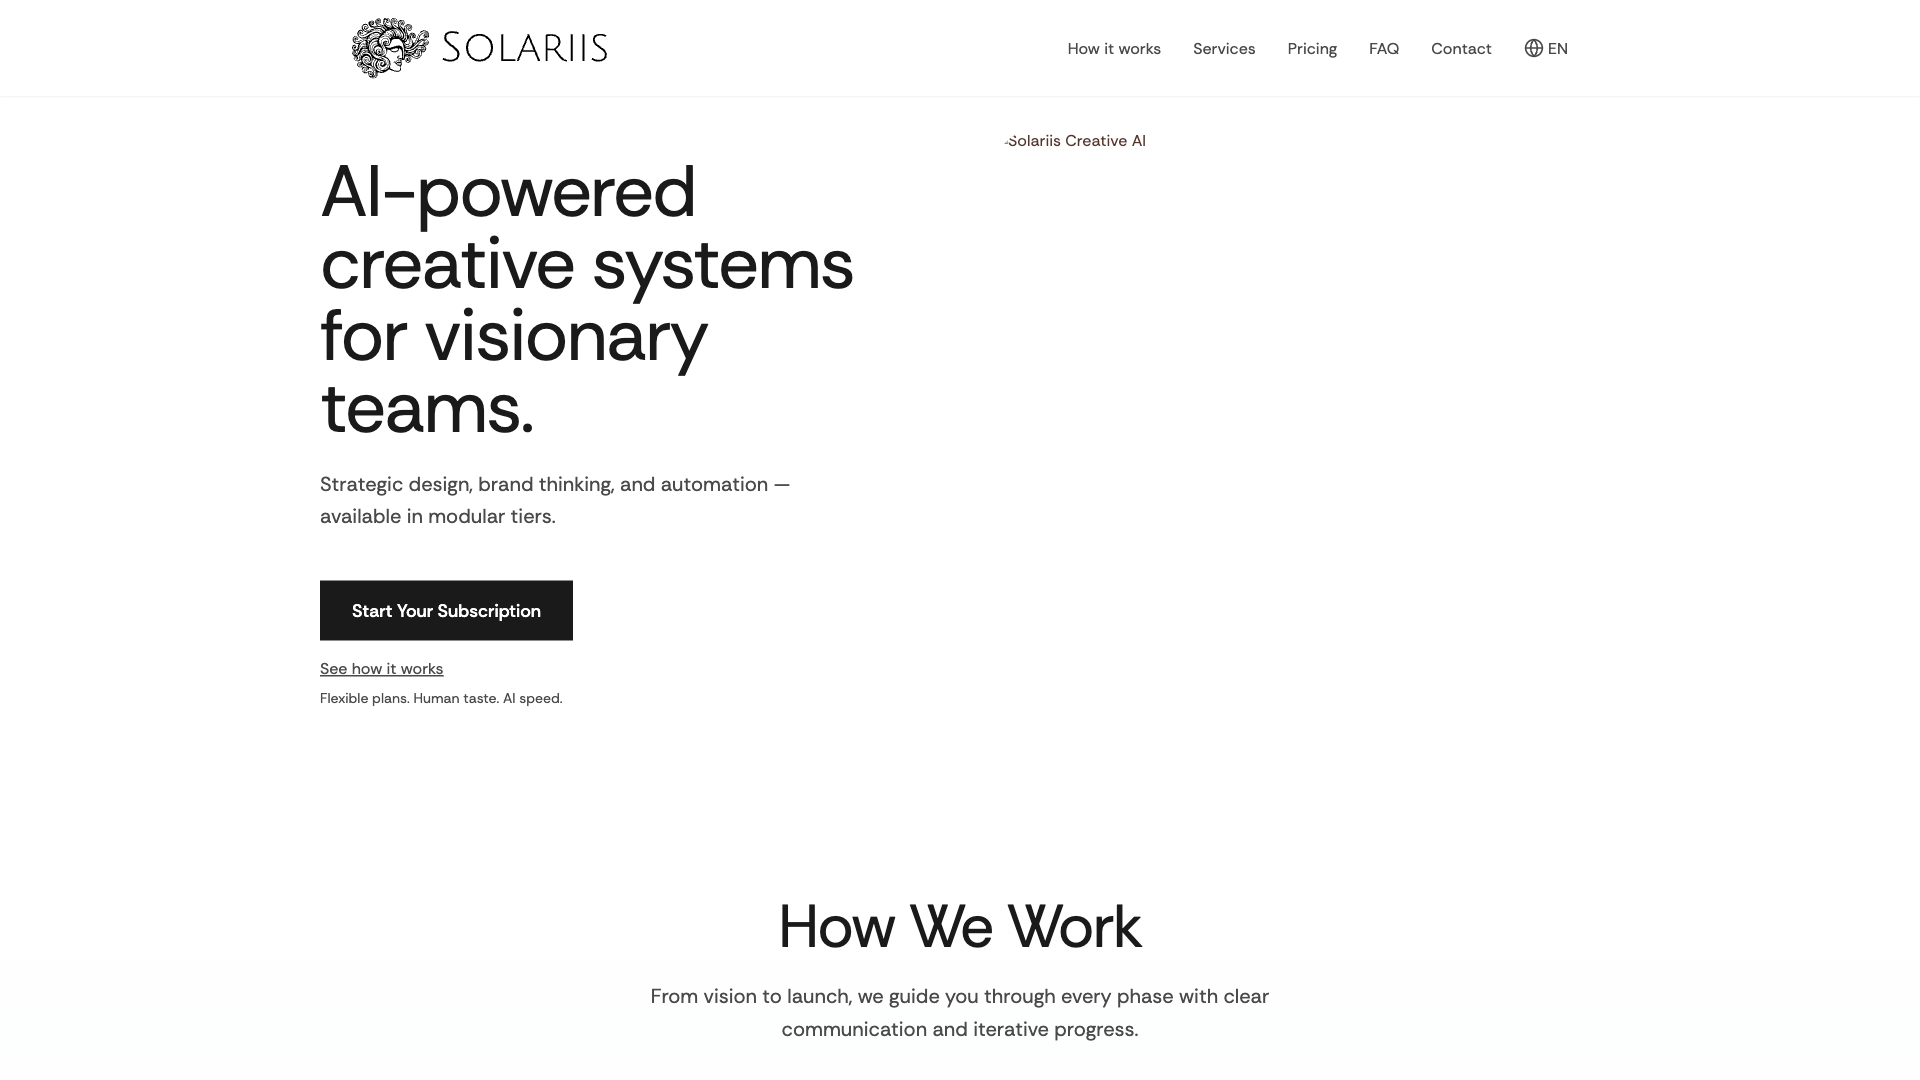 SOLARIIS
How it works
Services
Pricing
FAQ
Contact
EN
Solariis Creative AI
AI-powered
creative systems
for visionary
teams.
Strategic design, brand thinking, and automation —
available in modular tiers.
Start Your Subscription
See how it works
Flexible plans. Human taste. AI speed.
How We Work
From vision to launch, we guide you through every phase with clear
communication and iterative progress.